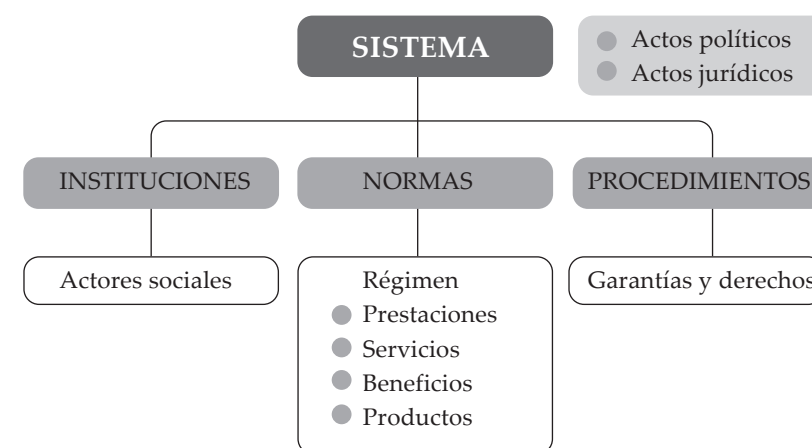 SISTEMA
Actos políticos
Actos jurídicos
INSTITUCIONES
NORMAS
PROCEDIMIENTOS
Actores sociales
Régimen
Prestaciones
Servicios
Beneficios
Productos
Garantías y derechos